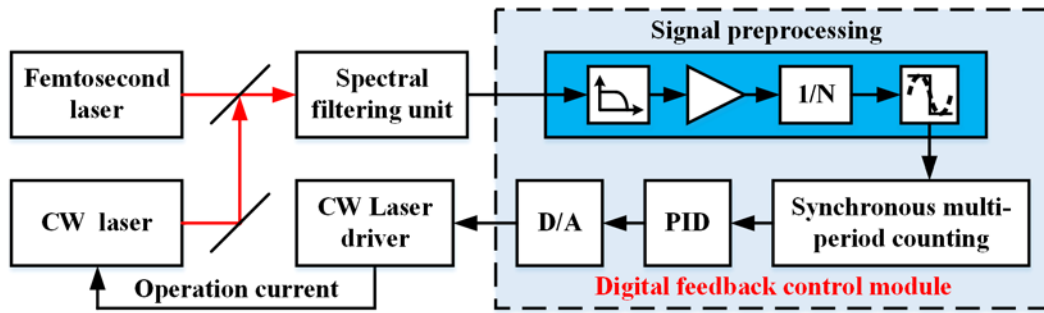 Signal preprocessing
Femtosecond
laser
Spectral
filtering unit
1/N
CW laser
CW Laser
driver
D/A
PID
Synchronous multi-
period counting
Operation current
Digital feedback control module